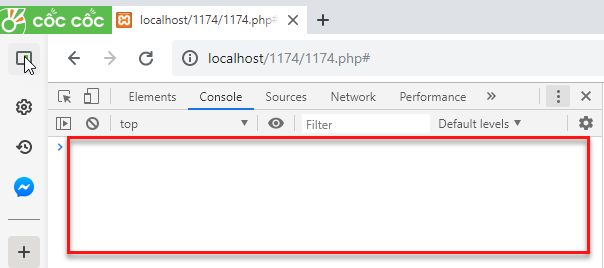 cốc cốc
localhost/1174/1174.php#
localhost/1174/1174.php#
Elements Console Sources Network Performance »
top Filter Default levels